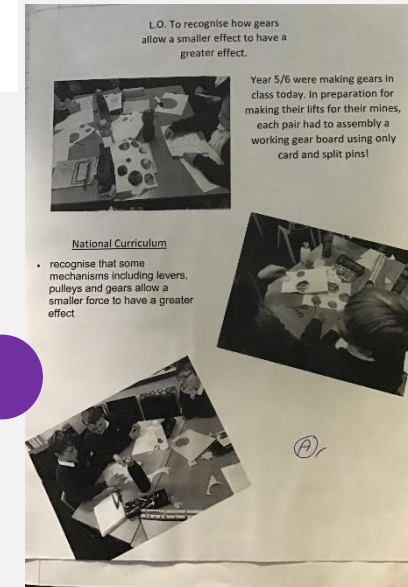 L.O. To recognise how gears
allow a smaller effect to have a
greater effect.
Year 5/6 were making gears in
class today. In preparation for
making their lifts for their mines,
each pair had to assembly a
working gear board using only
card and split pins!
National Curriculum
• recognise that some
mechanisms including levers,
pulleys and gears allow a
smaller force to have a greater
effect
A